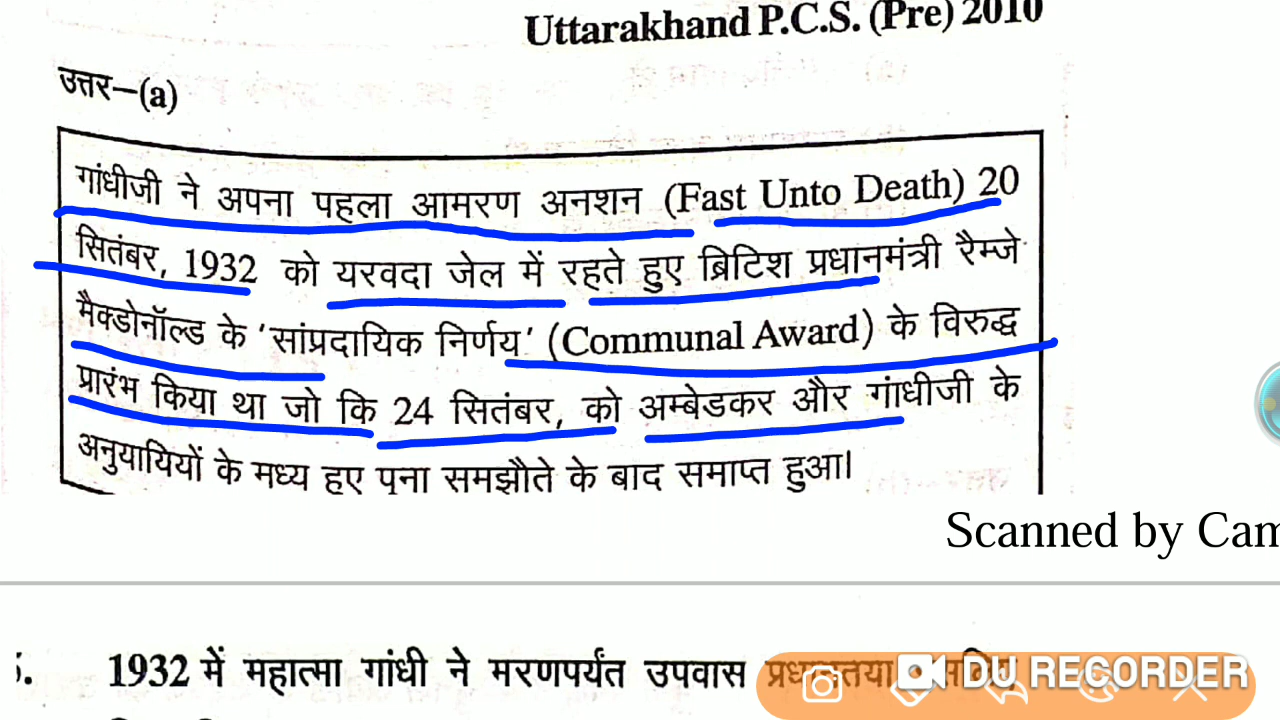 Uttarakhand P.C.S. (Pre) 2010
उत्तर—(a)
गांधीजी ने अपना पहला आमरण अनशन (Fast Unto Death) 20
सितंबर, 1932 को यरवदा जेल में रहते हुए ब्रिटिश प्रधानमंत्री रैम्जे
मैक्डोनॉल्ड के 'सांप्रदायिक निर्णय' (Communal Award) के विरुद्ध
प्रारंभ किया था जो कि 24 सितंबर, को अम्बेडकर और गांधीजी के
अनुयायियों के मध्य हुए पूना समझौते के बाद समाप्त हुआ।
Scanned by Cam
1932 में महात्मा गांधी ने मरणपर्यंत उपवास
DU RECORDER